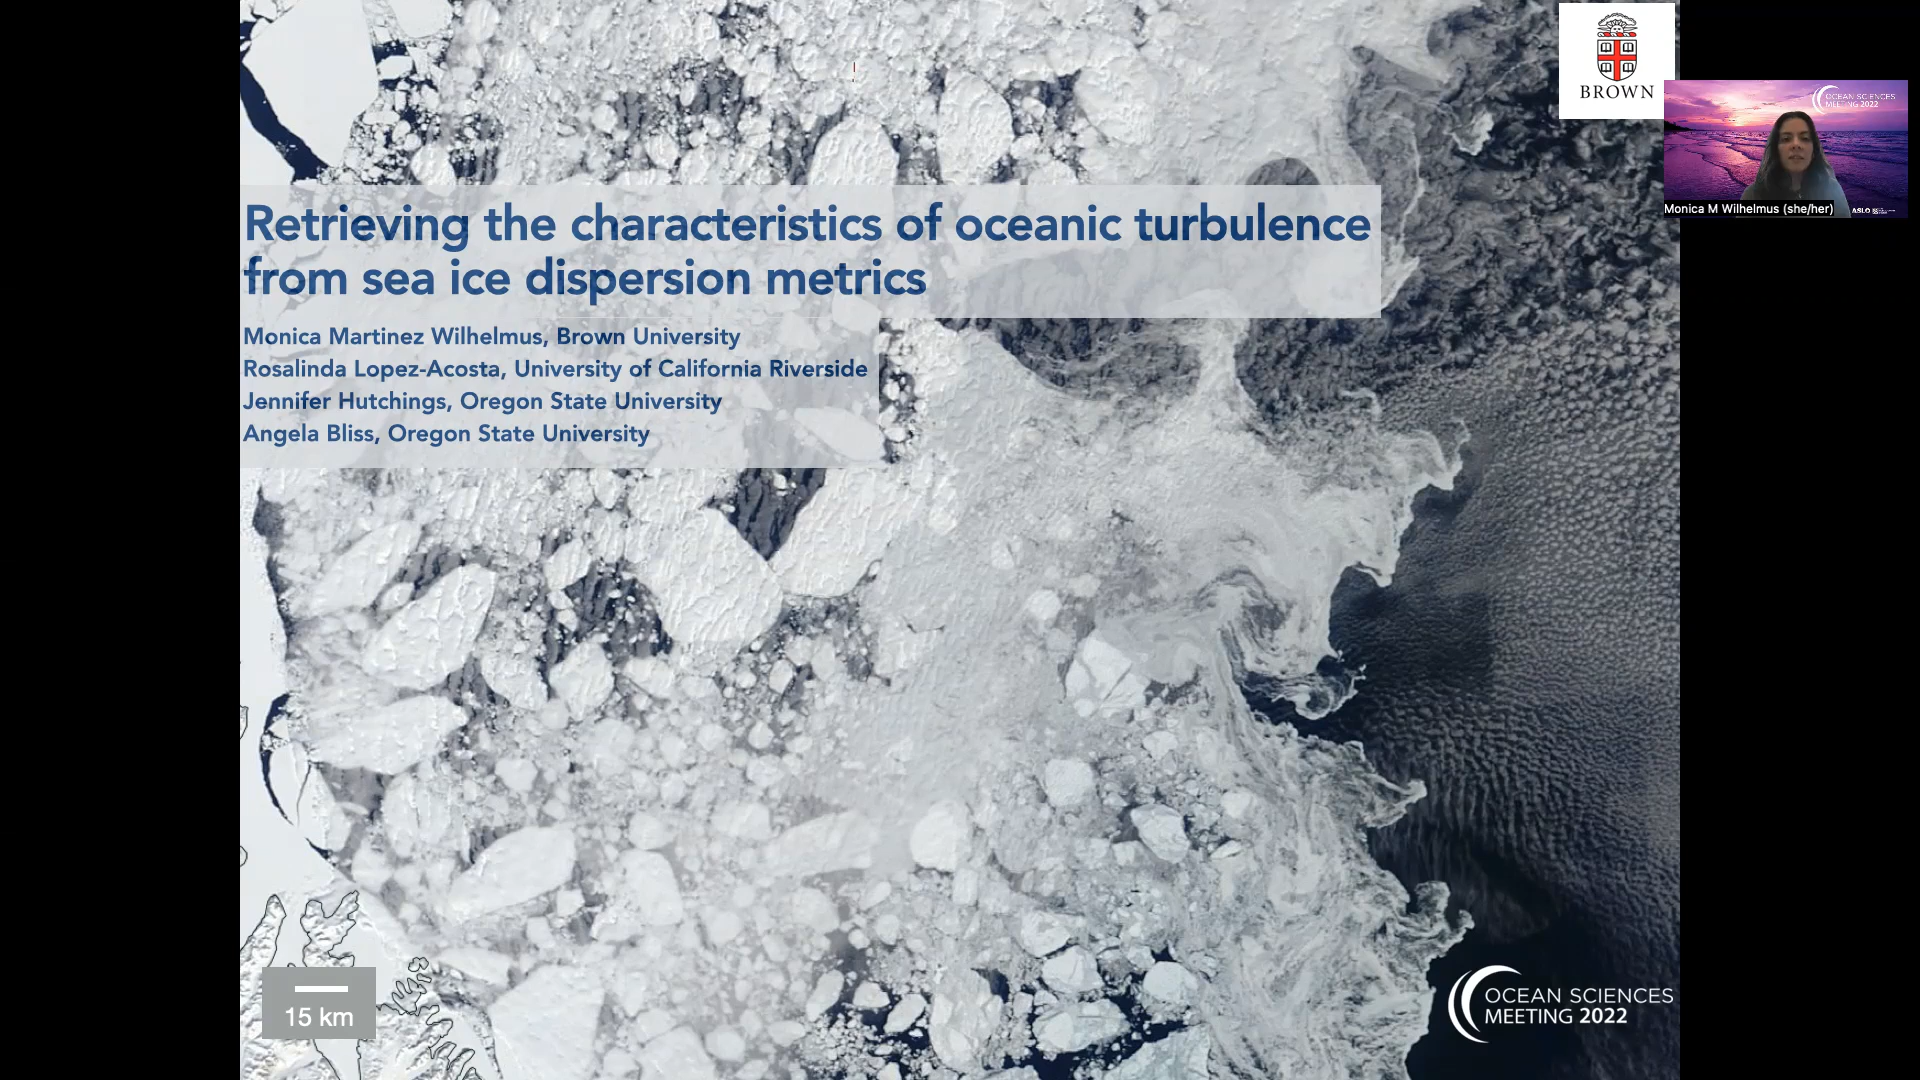 Retrieving the characteristics of oceanic turbulence
from sea ice dispersion metrics
Monica Martinez Wilhelmus, Brown University
Rosalinda Lopez-Acosta, University of California Riverside
Jennifer Hutchings, Oregon State University
Angela Bliss, Oregon State University
BROWN
OCEAN SCIENCES
MEETING 2022
Monica M Wilhelmus (she/her)
ASLO
15 km
OCEAN SCIENCES
MEETING 2022